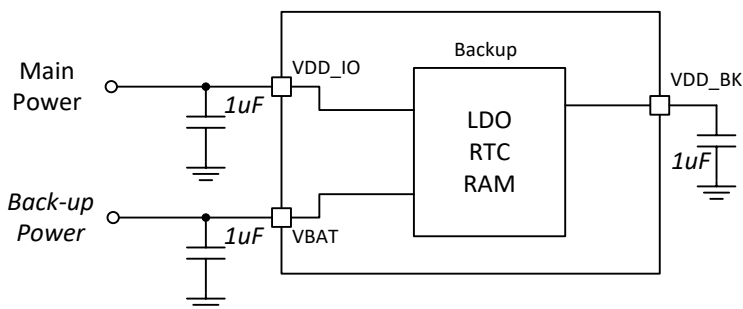 Backup
Main
Power
VDD_IO
1uF
VDD_BK
LDO
RTC
RAM
1uF
Back-up
Power
1uF
VBAT